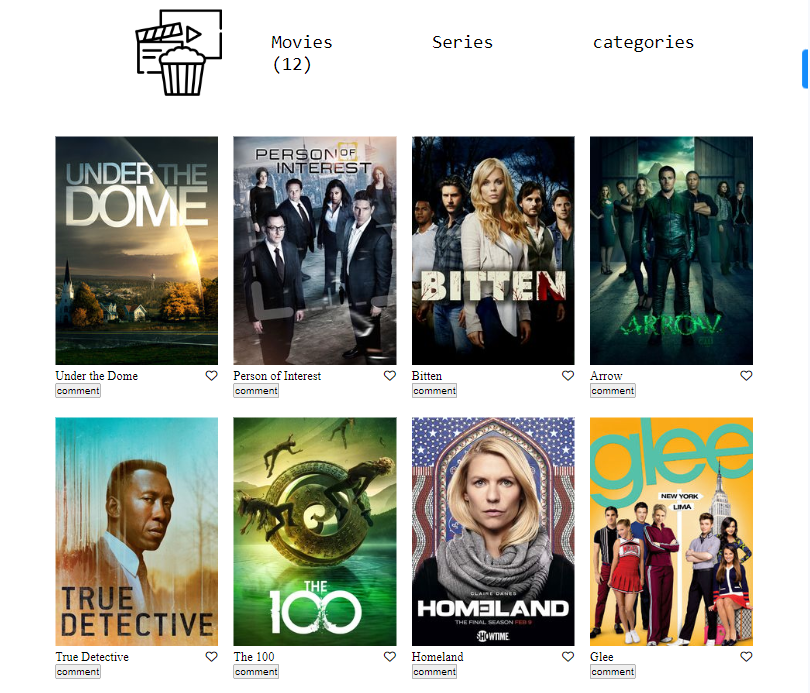 Movies
(12)
Series
categories
UNDER THE
DOME
PERSON OF
INTEREST
BITTEN
ARROW
Under the Dome
comment
Person of Interest
comment
Bitten
comment
Arrow
comment
TRUE
DETECTIVE
THE
100
CLAIRE DANES
HOMELAND
THE FINAL SEASON FEB 9
SHOWTIME
glee
NEW YORK
LIMA
True Detective
comment
The 100
comment
Homeland
comment
Glee
comment